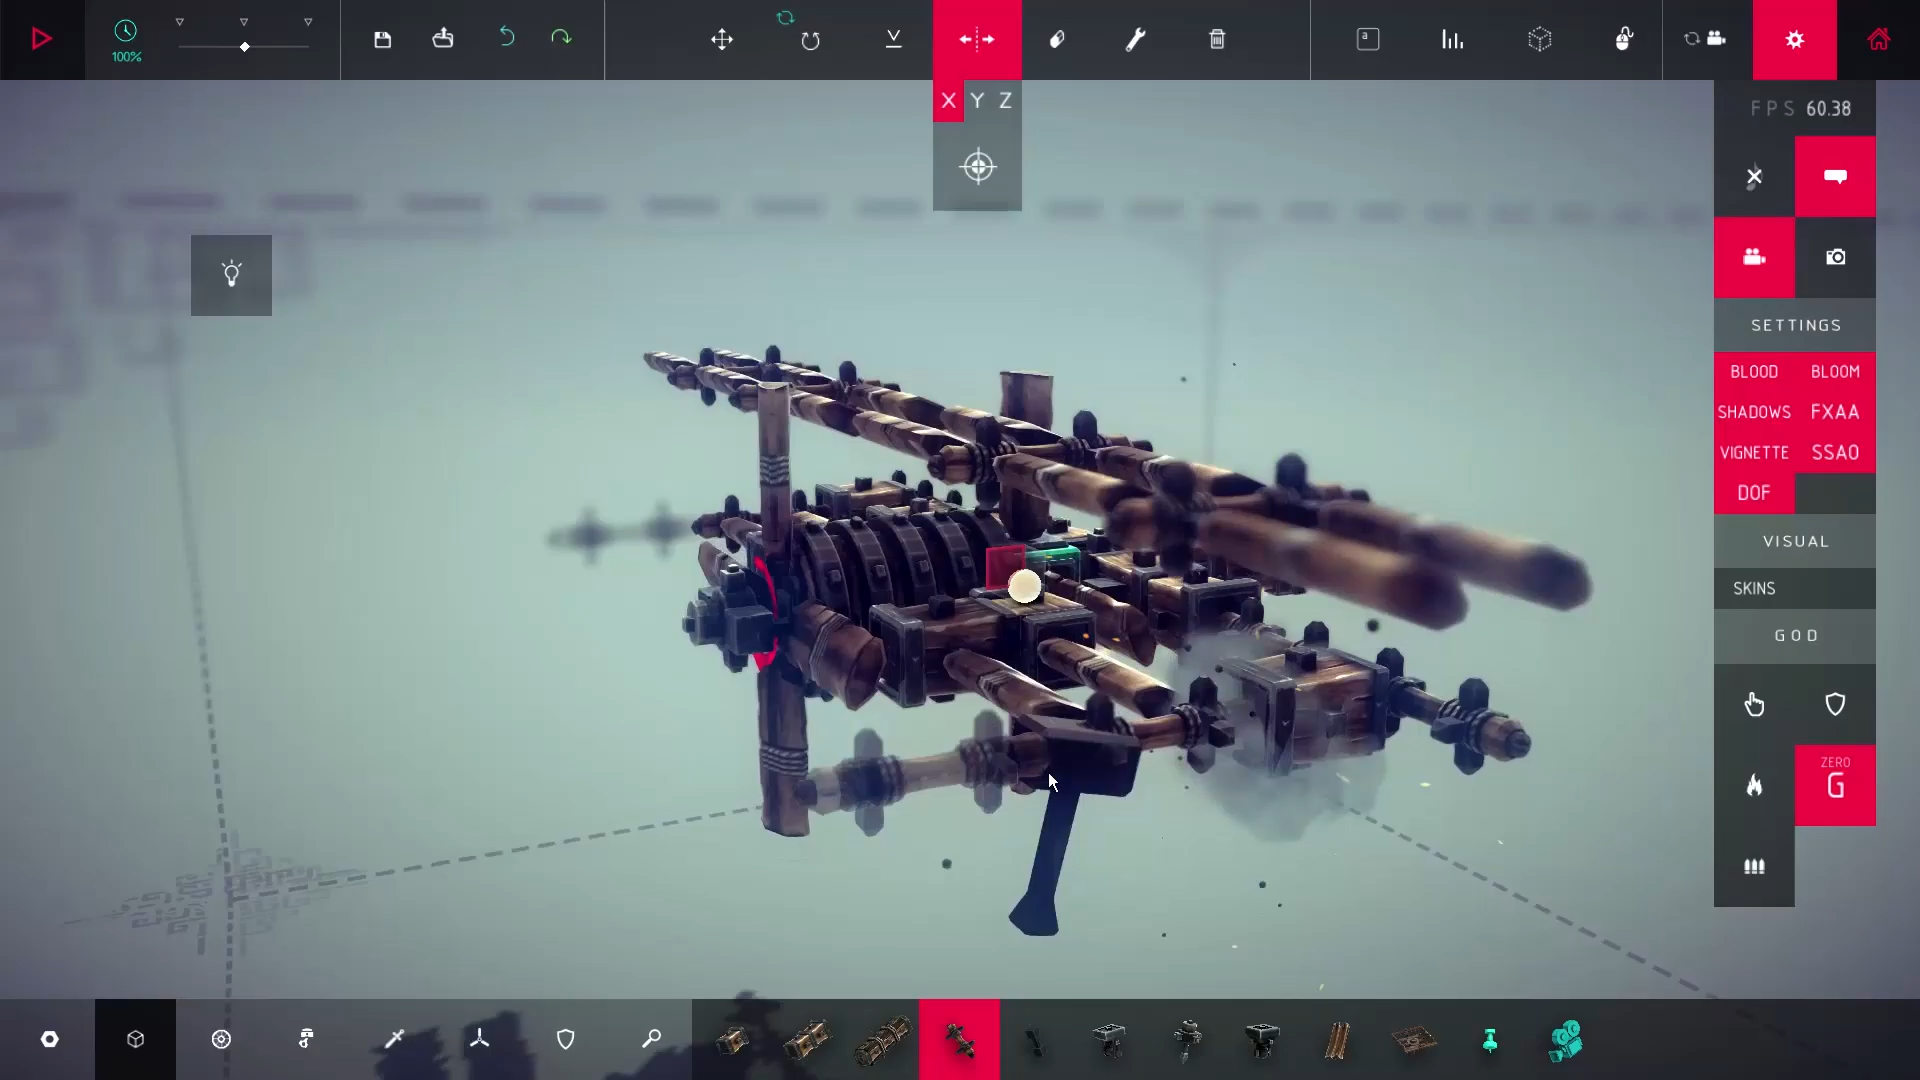 100%
a
X Y Z
FPS 60.38
SETTINGS
BLOOD BLOOM
SHADOWS FXAA
VIGNETTE SSAO
DOF
VISUAL
SKINS
GOD
ZERO
G